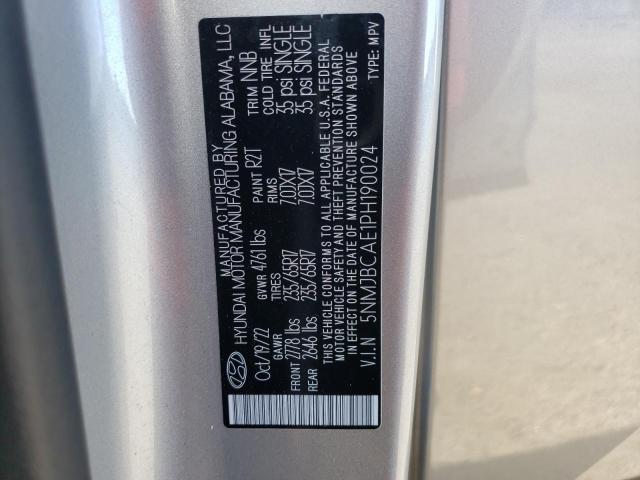 MANUFACTURED BY
HYUNDAI MOTOR MANUFACTURING ALABAMA, LLC
Oct/19/22 GVWR 4761 lbs PAINT R2T TRIM NNB
GAWR TIRES RIMS COLD TIRE INFL
FRONT 2778 lbs 235/65R17 7.0JX17 35 psi SINGLE
REAR 2646 lbs 235/65R17 7.0JX17 35 psi SINGLE
THIS VEHICLE CONFORMS TO ALL APPLICABLE U.S.A. FEDERAL
MOTOR VEHICLE SAFETY AND THEFT PREVENTION STANDARDS
IN EFFECT ON THE DATE OF MANUFACTURE SHOWN ABOVE
V.I.N 5NMJBCAE1PH190024 TYPE: MPV